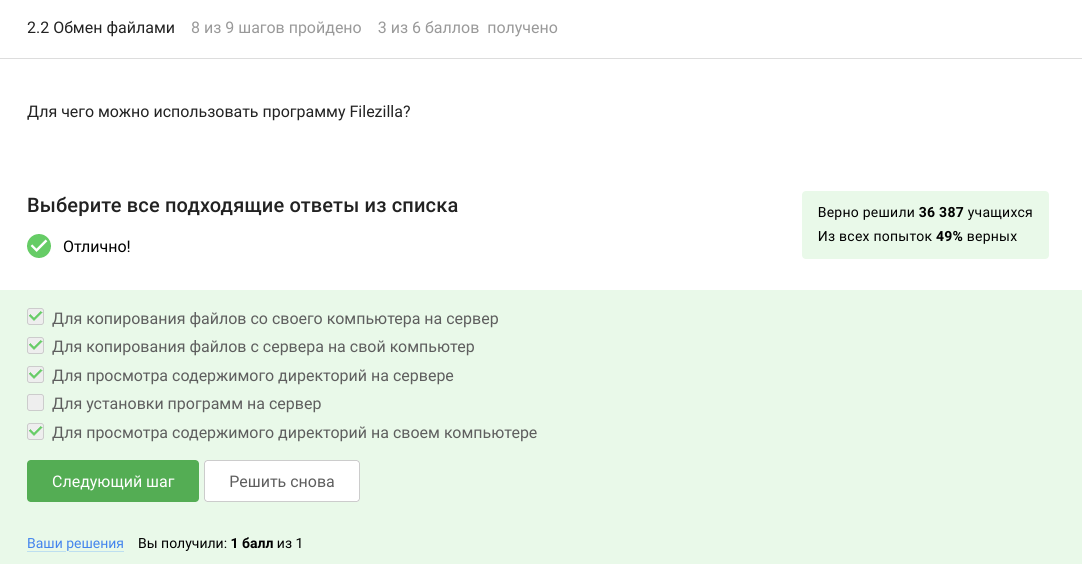 2.2 Обмен файлами 8 из 9 шагов пройдено 3 из 6 баллов получено
Для чего можно использовать программу Filezilla?
Выберите все подходящие ответы из списка
Верно решили 36 387 учащихся
Из всех попыток 49% верных
Отлично!
Для копирования файлов со своего компьютера на сервер
Для копирования файлов с сервера на свой компьютер
Для просмотра содержимого директорий на сервере
Для установки программ на сервер
Для просмотра содержимого директорий на своем компьютере
Следующий шаг Решить снова
Ваши решения Вы получили: 1 балл из 1